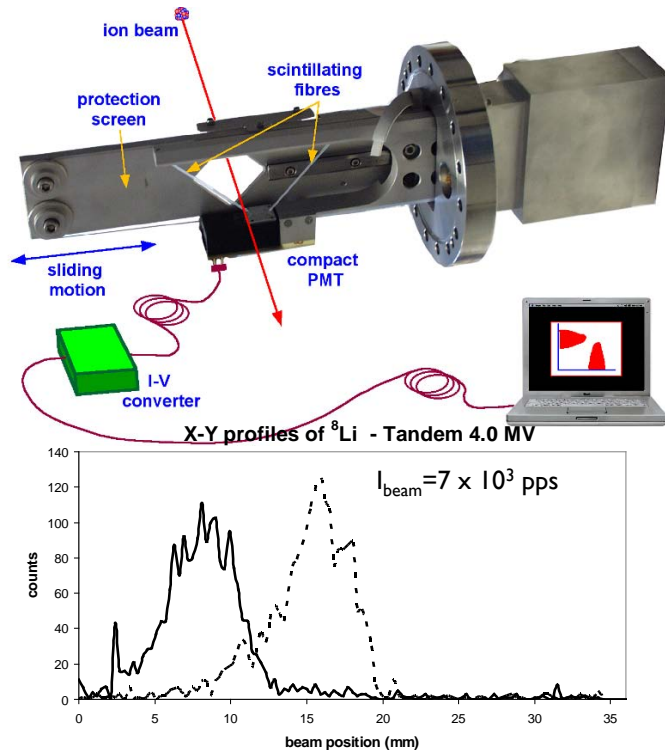 ion beam
scintillating
fibres
protection
screen
sliding
motion
compact
PMT
I-V
converter
X-Y profiles of ⁸Li - Tandem 4.0 MV
I_beam=7 x 10³ pps
140
120
100
80
60
40
20
0
counts
0 5 10 15 20 25 30 35
beam position (mm)